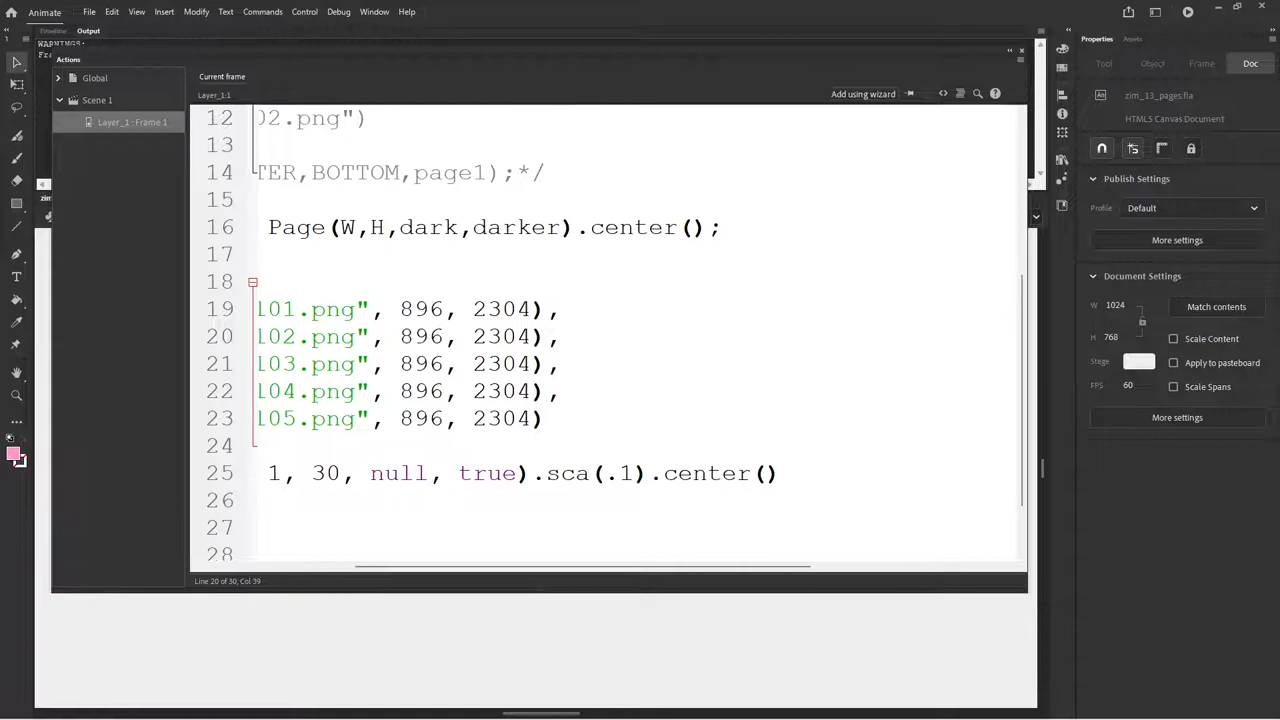 Animate
File
Edit
View
Insert
Modify
Text
Commands
Control
Debug
Window
Help
Timeline
Output
WARNINGS:
Actions
Global
Scene 1
Layer_1 - Frame 1
Current frame
Layer_1:1
Add using wizard
12 02.png")
13
14 TER,BOTTOM,page1);*/
15
16 Page(W,H,dark,darker).center();
17
18
19 l01.png", 896, 2304),
20 l02.png", 896, 2304),
21 l03.png", 896, 2304),
22 l04.png", 896, 2304),
23 l05.png", 896, 2304)
24
25 1, 30, null, true).sca(.1).center()
26
27
28
Line 20 of 30, Col 39
Properties
Assets
Tool
Object
Frame
Doc
An
zim_13_pages.fla
HTML5 Canvas Document
Publish Settings
Profile
Default
More settings
Document Settings
W 1024
Match contents
H 768
Scale Content
Stage
Apply to pasteboard
FPS 60
Scale Spans
More settings